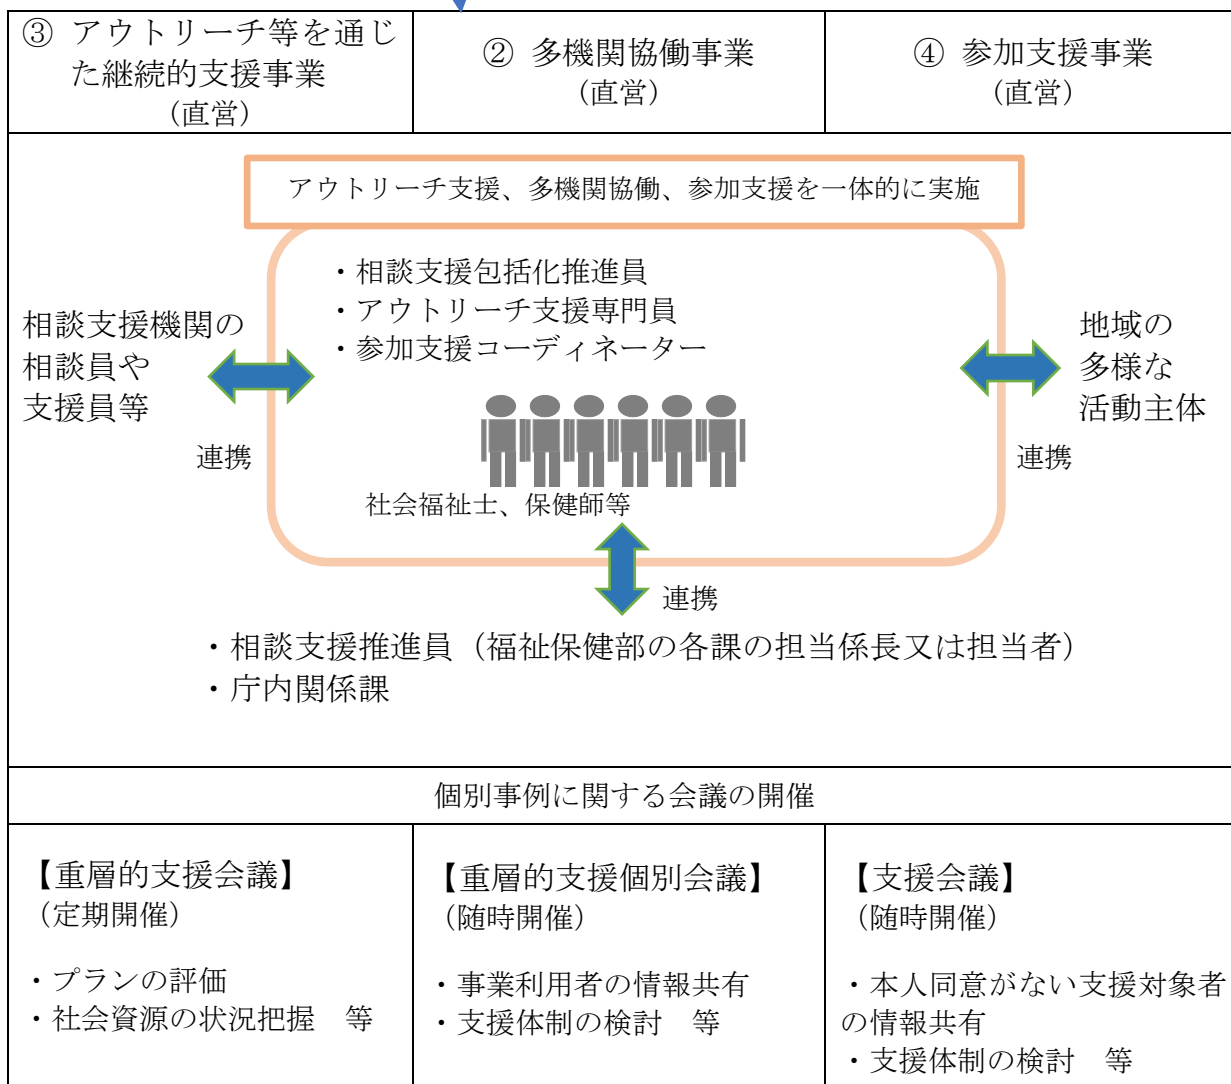 ③ アウトリーチ等を通じ
た継続的支援事業
（直営）
② 多機関協働事業
（直営）
④ 参加支援事業
（直営）
アウトリーチ支援、多機関協働、参加支援を一体的に実施
・相談支援包括化推進員
・アウトリーチ支援専門員
・参加支援コーディネーター
相談支援機関の
相談員や
支援員等
連携
地域の
多様な
活動主体
連携
社会福祉士、保健師等
連携
・相談支援推進員（福祉保健部の各課の担当係長又は担当者）
・庁内関係課
個別事例に関する会議の開催
【重層的支援会議】
（定期開催）
・プランの評価
・社会資源の状況把握　等
【重層的支援個別会議】
（随時開催）
・事業利用者の情報共有
・支援体制の検討　等
【支援会議】
（随時開催）
・本人同意がない支援対象者
の情報共有
・支援体制の検討　等